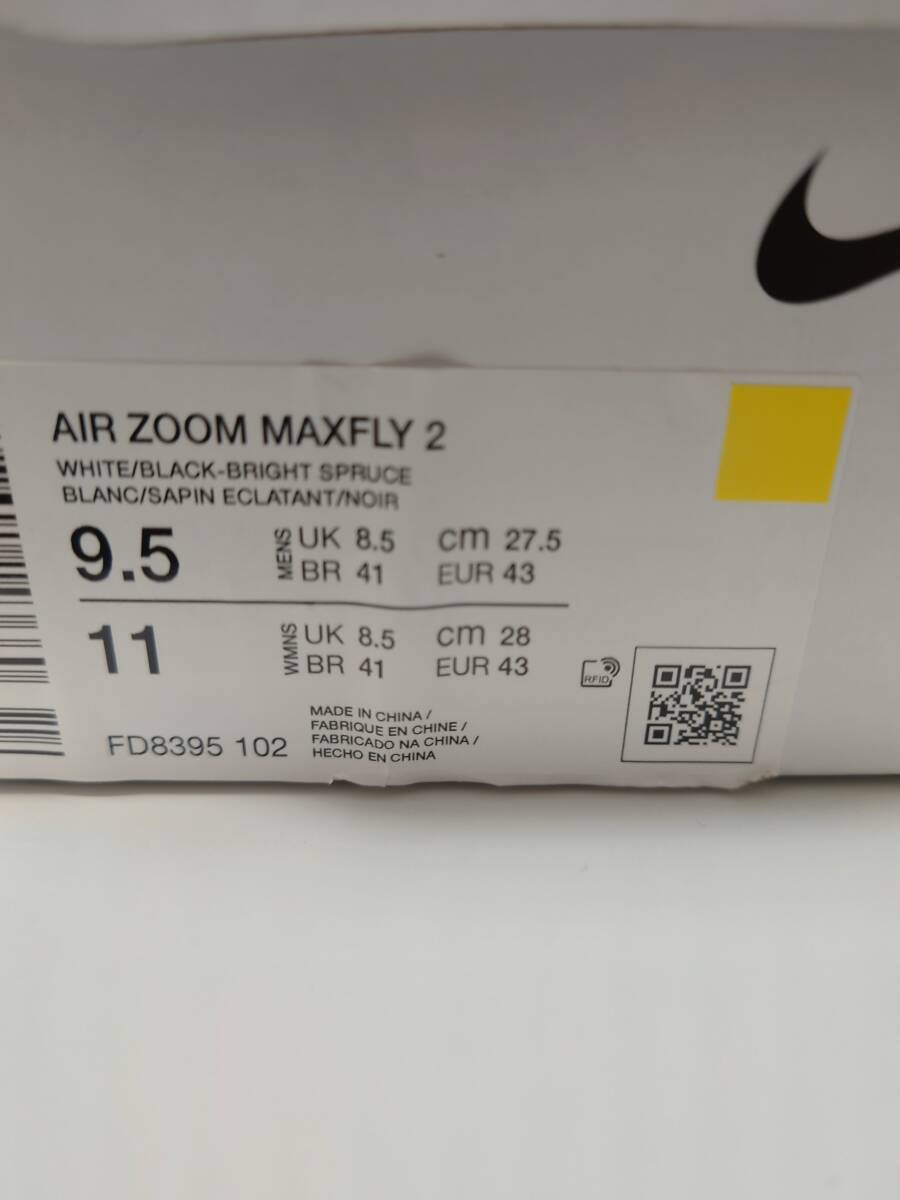 AIR ZOOM MAXFLY 2
WHITE/BLACK-BRIGHT SPRUCE
BLANC/SAPIN ECLATANT/NOIR
9.5 MENS UK 8.5 cm 27.5
BR 41 EUR 43
11 WMNS UK 8.5 cm 28
BR 41 EUR 43
RFID
FD8395 102
MADE IN CHINA /
FABRIQUE EN CHINE /
FABRICADO NA CHINA /
HECHO EN CHINA